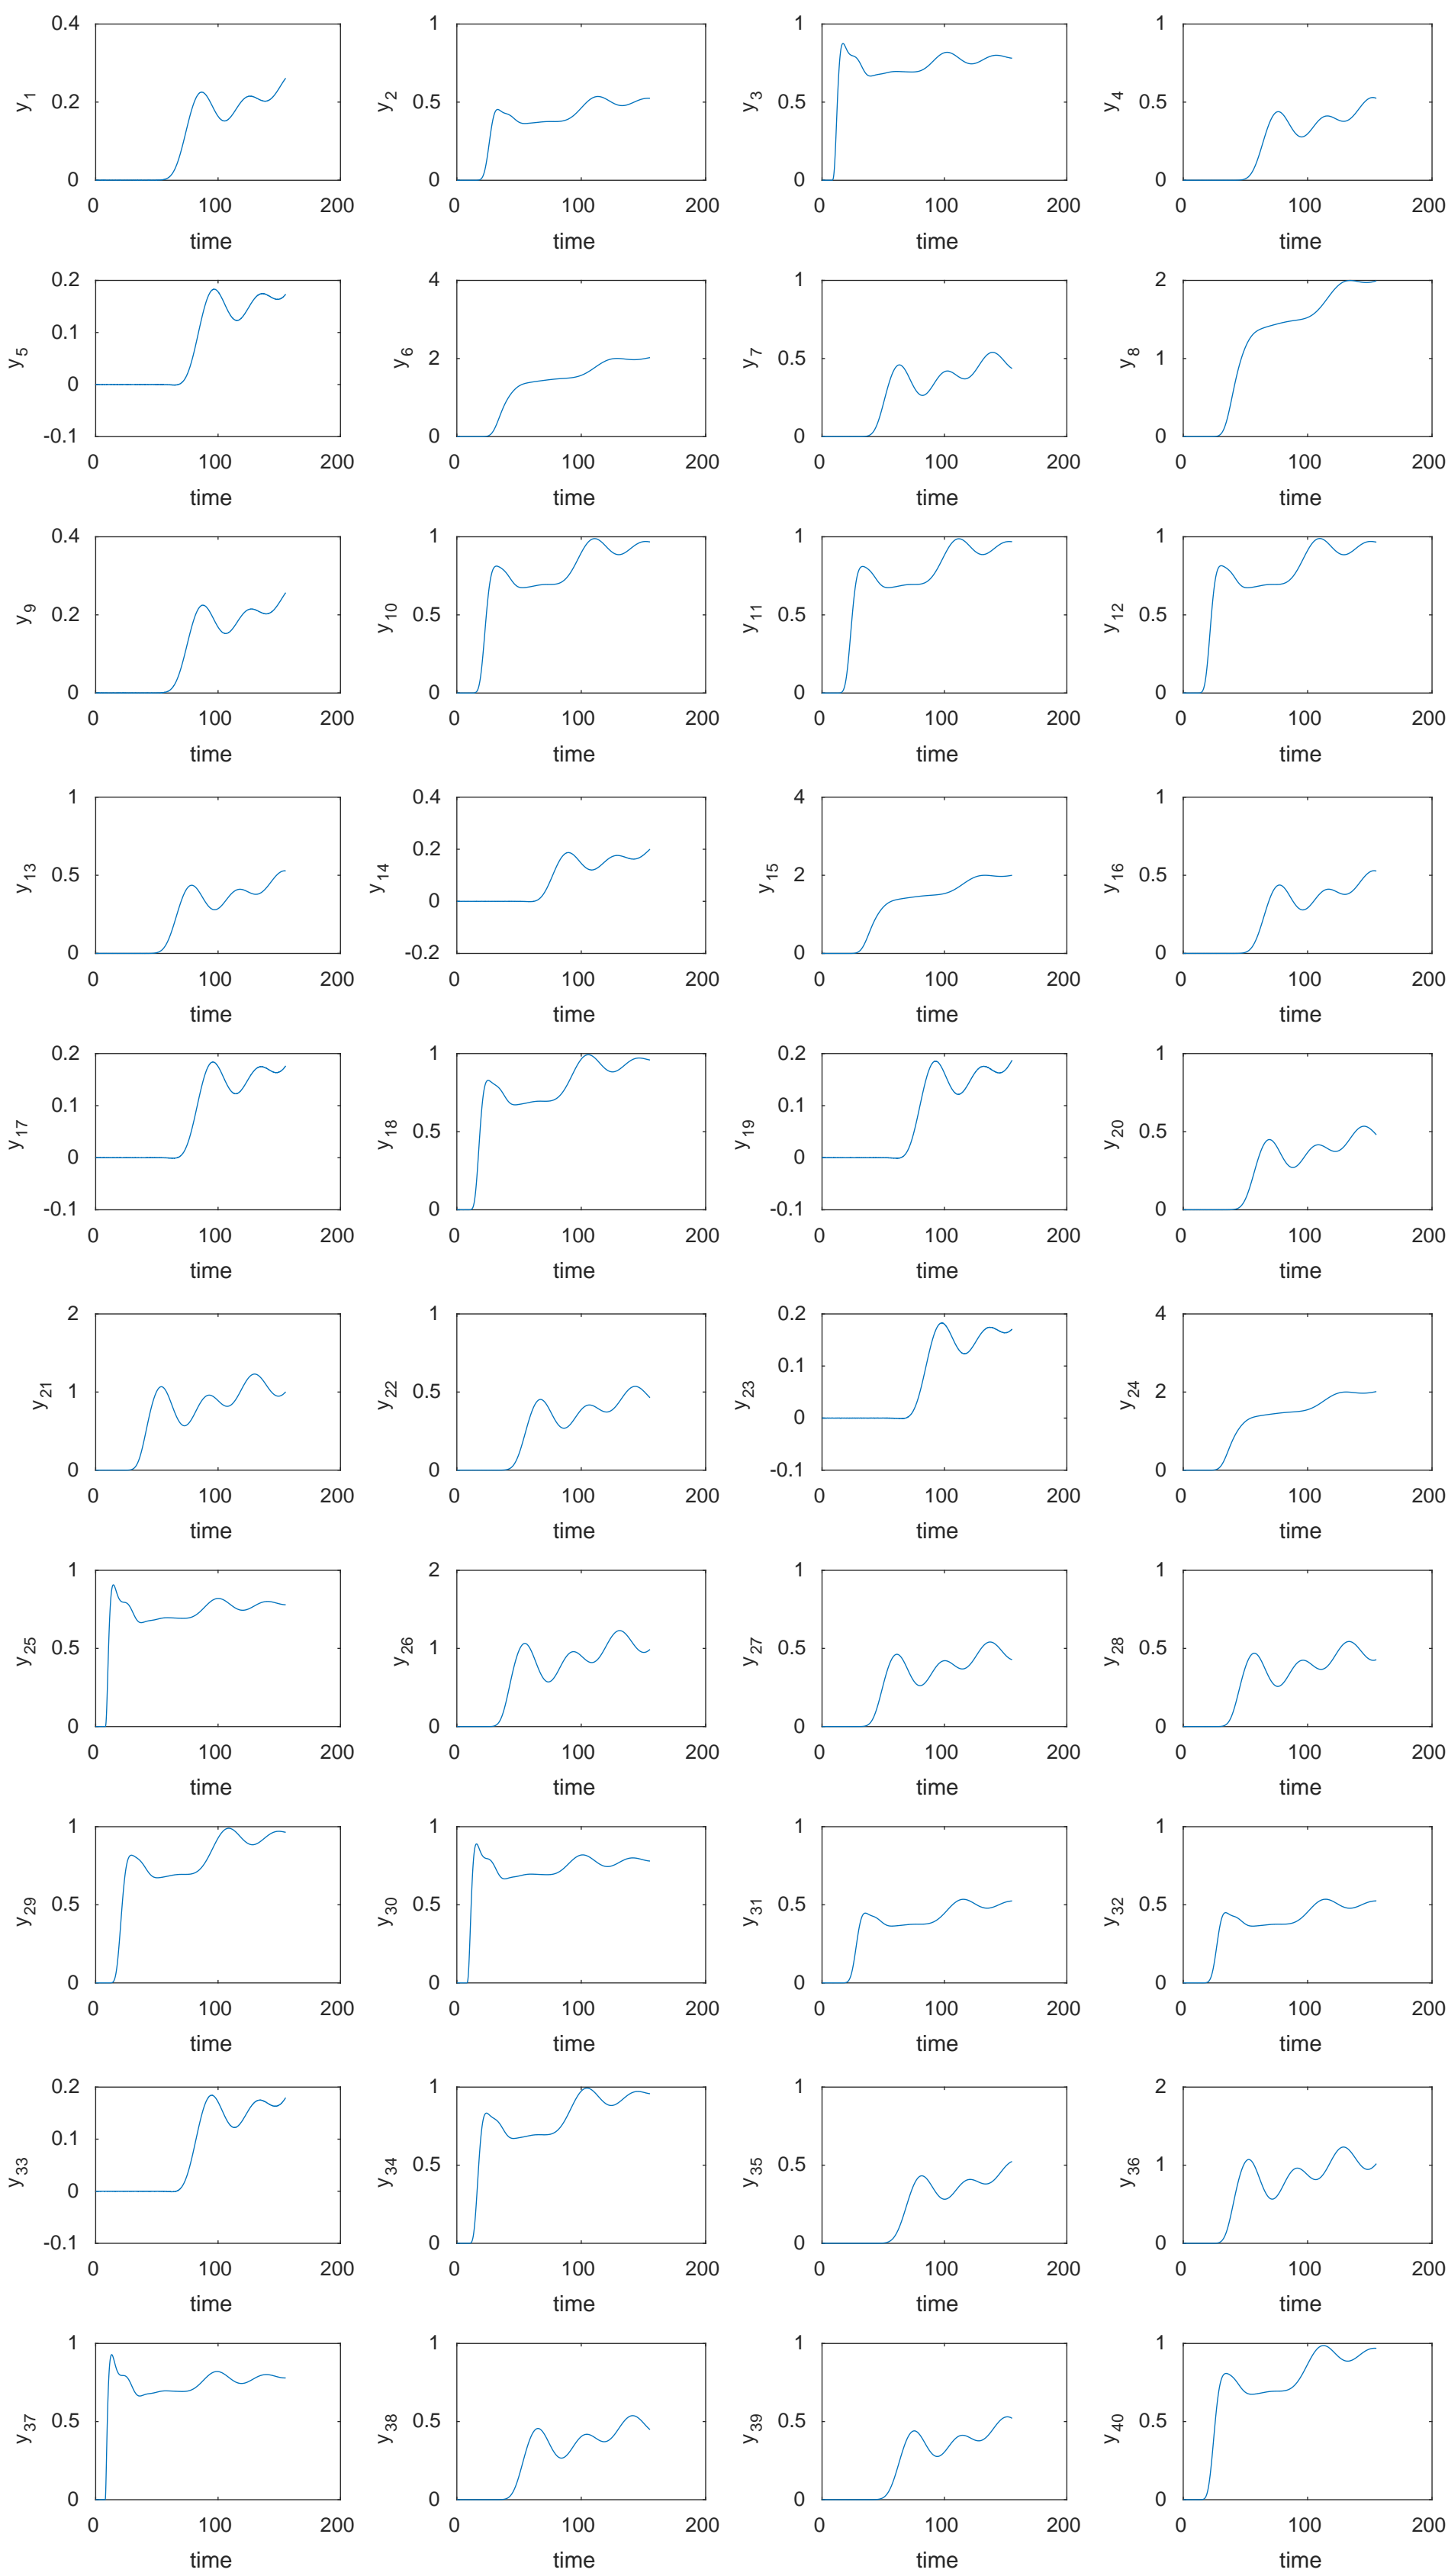 0.4 1 1 1
y1 0.2 y2 0.5 y3 0.5 y4 0.5
0 0 0 0
0 100 200 0 100 200 0 100 200 0 100 200
time time time time
0.2 4 1 2
y5 0.1 y6 2 y7 0.5 y8 1
0
-0.1 0 0 0
0 100 200 0 100 200 0 100 200 0 100 200
time time time time
0.4 1 1 1
y9 0.2 y10 0.5 y11 0.5 y12 0.5
0 0 0 0
0 100 200 0 100 200 0 100 200 0 100 200
time time time time
1 0.4 4 1
y13 0.5 y14 0.2 y15 2 y16 0.5
0
0 -0.2 0 0
0 100 200 0 100 200 0 100 200 0 100 200
time time time time
0.2 1 0.2 1
y17 0.1 y18 0.5 y19 0.1 y20 0.5
0 0
-0.1 0 -0.1 0
0 100 200 0 100 200 0 100 200 0 100 200
time time time time
2 1 0.2 4
y21 1 y22 0.5 y23 0.1 y24 2
0
0 0 -0.1 0
0 100 200 0 100 200 0 100 200 0 100 200
time time time time
1 2 1 1
y25 0.5 y26 1 y27 0.5 y28 0.5
0 0 0 0
0 100 200 0 100 200 0 100 200 0 100 200
time time time time
1 1 1 1
y29 0.5 y30 0.5 y31 0.5 y32 0.5
0 0 0 0
0 100 200 0 100 200 0 100 200 0 100 200
time time time time
0.2 1 1 2
y33 0.1 y34 0.5 y35 0.5 y36 1
0
-0.1 0 0 0
0 100 200 0 100 200 0 100 200 0 100 200
time time time time
1 1 1 1
y37 0.5 y38 0.5 y39 0.5 y40 0.5
0 0 0 0
0 100 200 0 100 200 0 100 200 0 100 200
time time time time